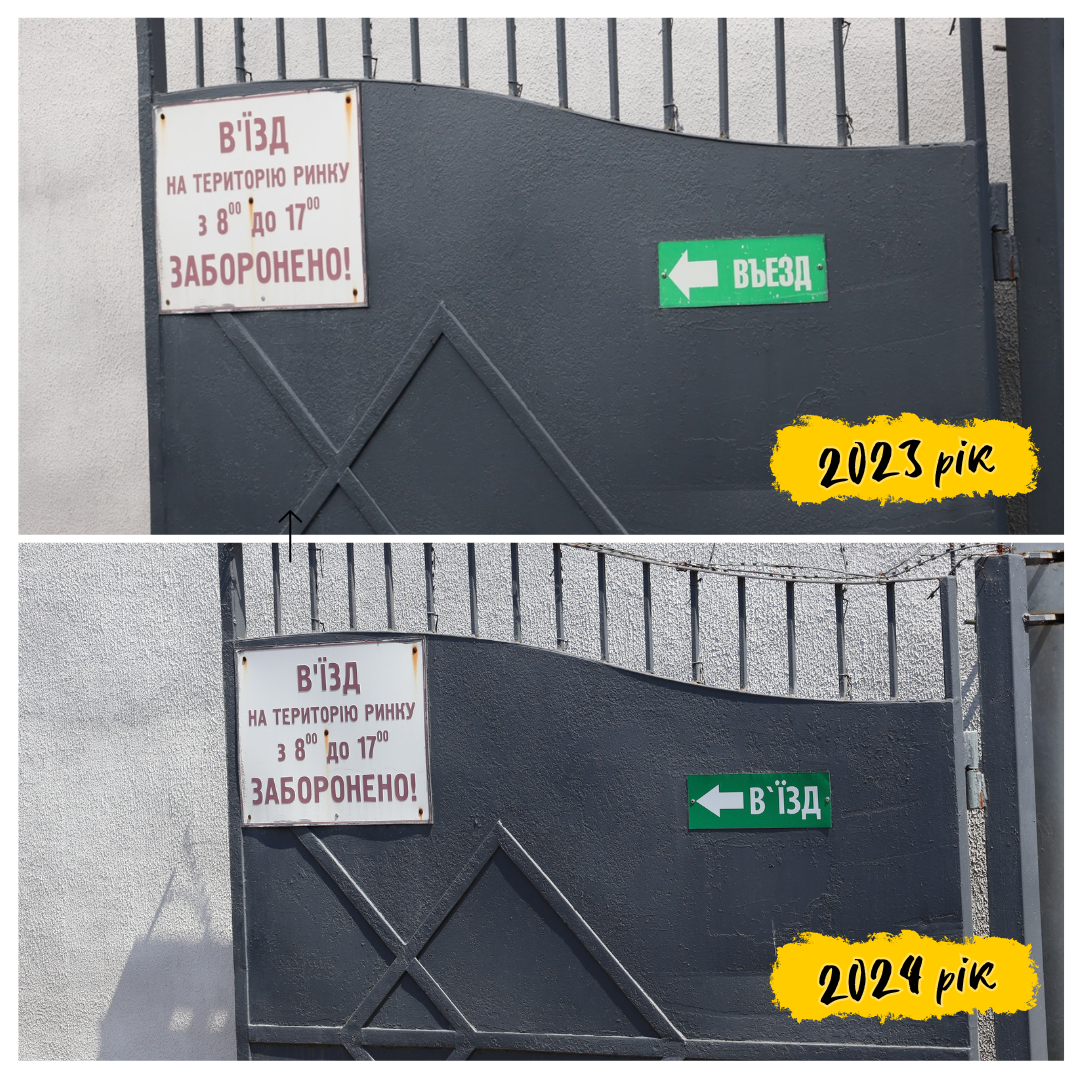 В'ЇЗД
НА ТЕРИТОРІЮ РИНКУ
з 8⁰⁰ до 17⁰⁰
ЗАБОРОНЕНО!
ВЪЕЗД
2023 рік
В'ЇЗД
НА ТЕРИТОРІЮ РИНКУ
з 8⁰⁰ до 17⁰⁰
ЗАБОРОНЕНО!
В`ЇЗД
2024 рік